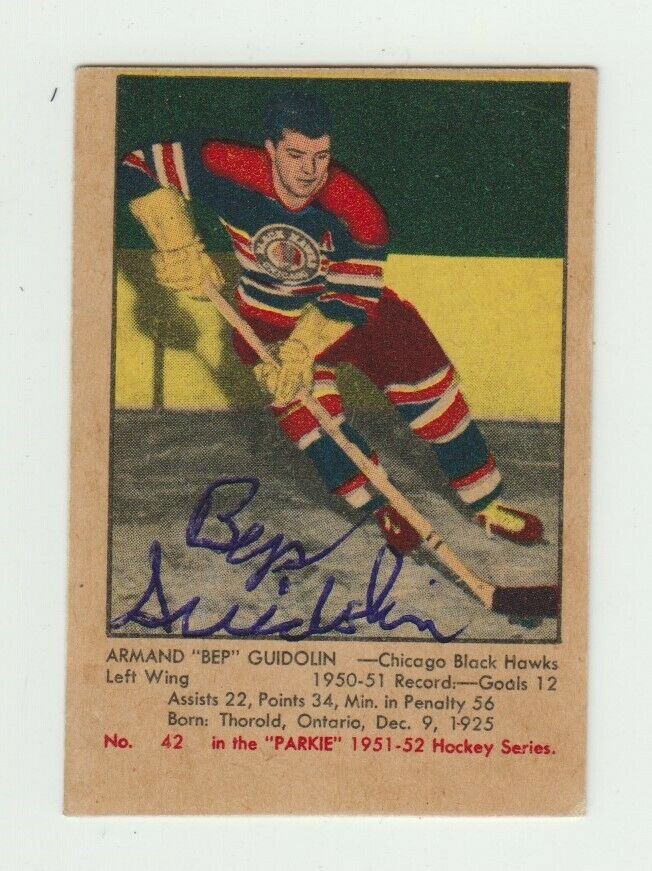 A
BLACK HAWKS
Bep
Guidolin
ARMAND "BEP" GUIDOLIN —Chicago Black Hawks
Left Wing 1950-51 Record:—Goals 12
Assists 22, Points 34, Min. in Penalty 56
Born: Thorold, Ontario, Dec. 9, 1925
No. 42 in the "PARKIE" 1951-52 Hockey Series.